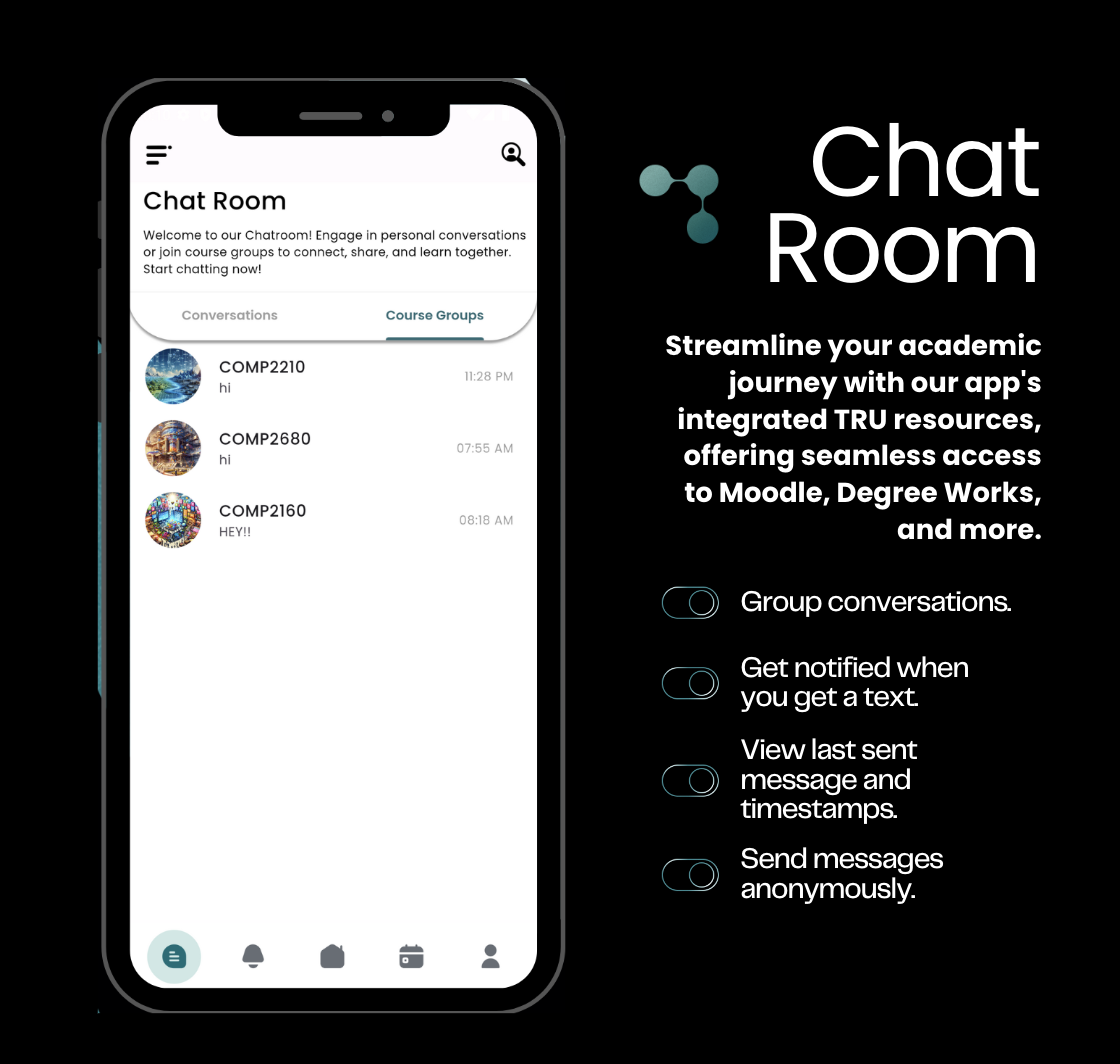 Chat Room
Welcome to our Chatroom! Engage in personal conversations
or join course groups to connect, share, and learn together.
Start chatting now!
Conversations
Course Groups
COMP2210
hi
11:28 PM
COMP2680
hi
07:55 AM
COMP2160
HEY!!
08:18 AM
Chat
Room
Streamline your academic
journey with our app's
integrated TRU resources,
offering seamless access
to Moodle, Degree Works,
and more.
Group conversations.
Get notified when
you get a text.
View last sent
message and
timestamps.
Send messages
anonymously.